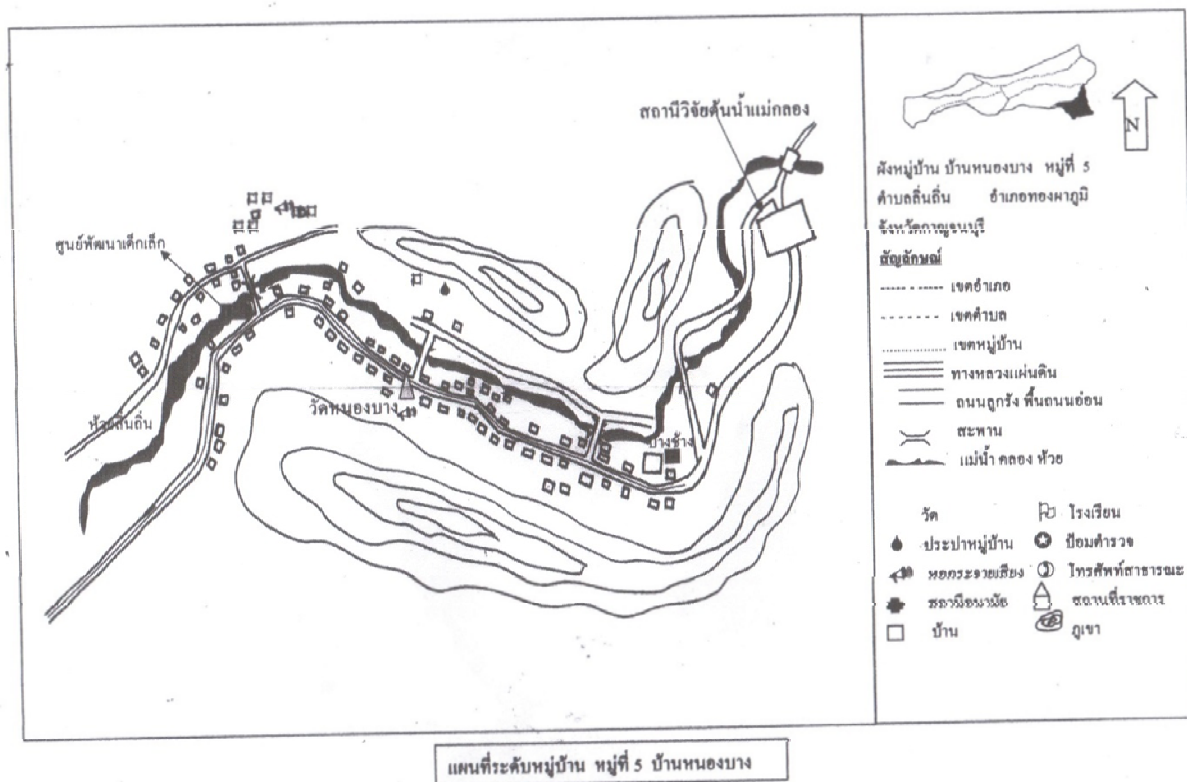 สถานีวิจัยต้นน้ำแม่กลอง
ศูนย์พัฒนาเด็กเล็ก
วัดหนองบาง
ห้วยลิ่นถิ่น
ปางช้าง
N
ผังหมู่บ้าน บ้านหนองบาง หมู่ที่ 5
ตำบลลิ่นถิ่น อำเภอทองผาภูมิ
จังหวัดกาญจนบุรี
สัญลักษณ์
เขตอำเภอ
เขตตำบล
เขตหมู่บ้าน
ทางหลวงแผ่นดิน
ถนนลูกรัง พื้นถนนอ่อน
สะพาน
แม่น้ำ คลอง ห้วย
วัด โรงเรียน
ประปาหมู่บ้าน ป้อมตำรวจ
หอกระจายเสียง โทรศัพท์สาธารณะ
สถานีอนามัย สถานที่ราชการ
บ้าน ภูเขา
แผนที่ระดับหมู่บ้าน หมู่ที่ 5 บ้านหนองบาง